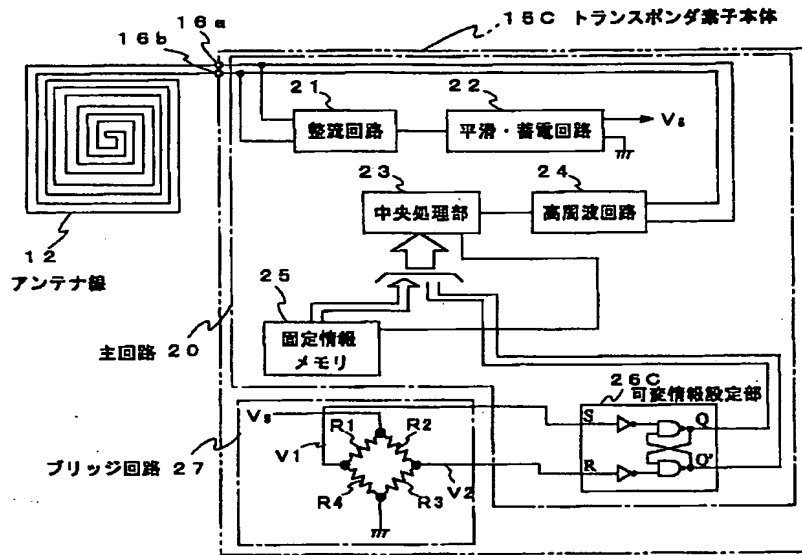 15C トランスポンダ素子本体
16a
16b
21
整流回路
22
平滑・蓄電回路
Vs
23
中央処理部
24
高周波回路
12
アンテナ線
25
固定情報
メモリ
主回路 20
26C
可変情報設定部
S
Q
R
Q'
Vs
R1
R2
V1
V2
R4
R3
ブリッジ回路 27